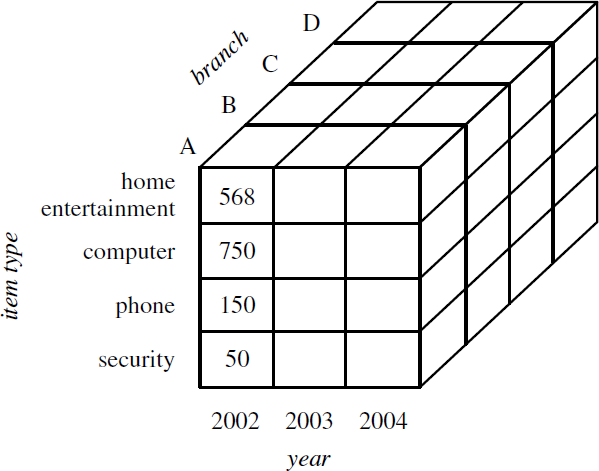 D
branch
C
B
A
home
entertainment
568
computer
750
phone
150
security
50
item type
2002 2003 2004
year